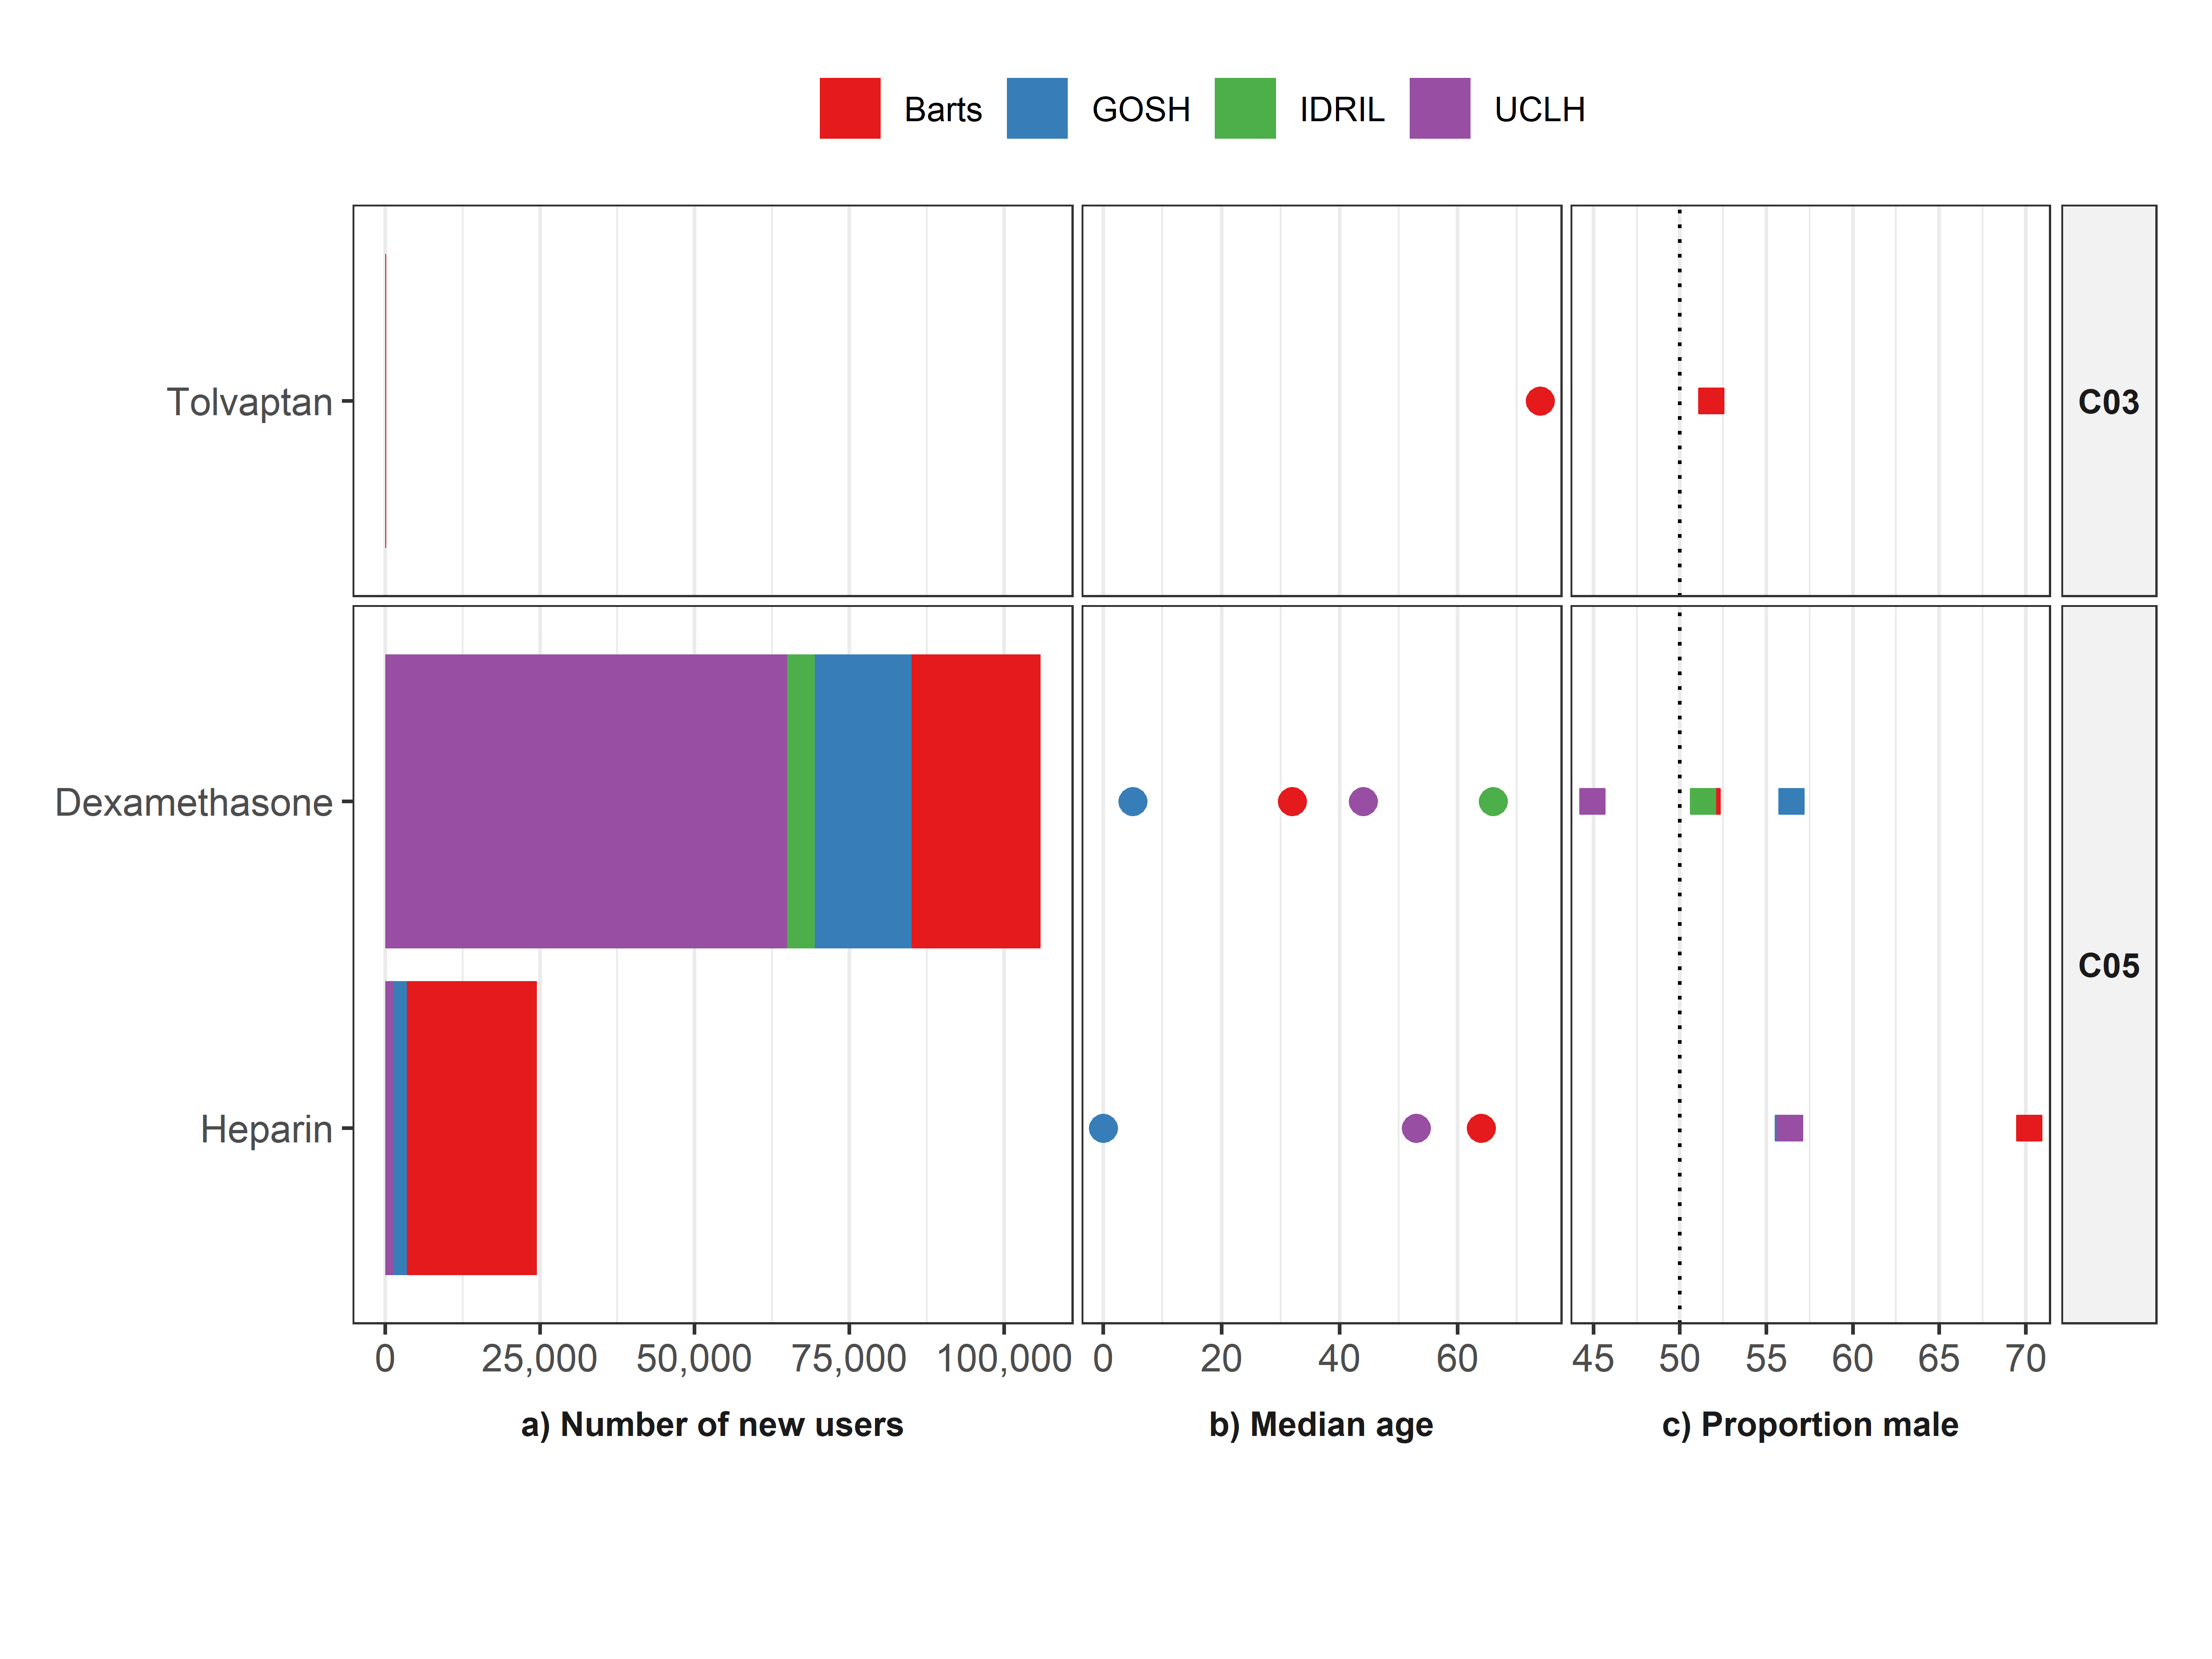 Barts GOSH IDRIL UCLH
Tolvaptan
C03
Dexamethasone
C05
Heparin
0 25,000 50,000 75,000 100,000 0 20 40 60 45 50 55 60 65 70
a) Number of new users b) Median age c) Proportion male